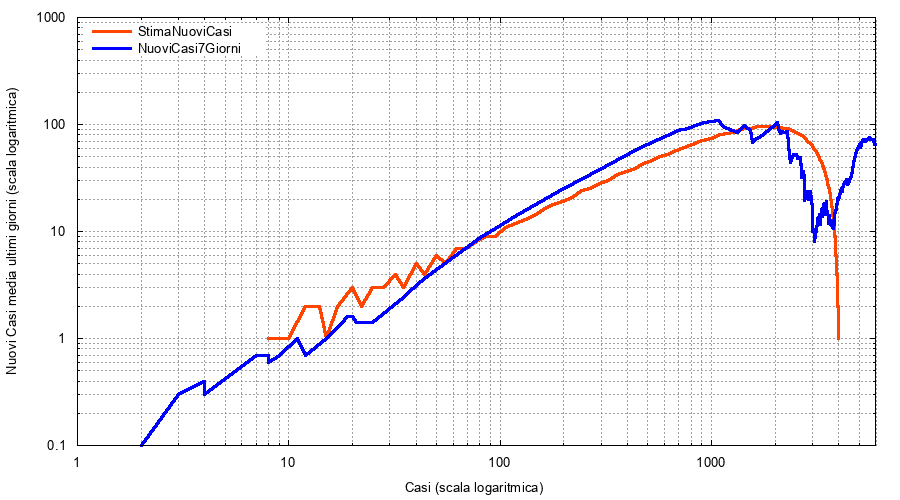 1000
StimaNuoviCasi
NuoviCasi7Giorni
100
10
1
0.1
Nuovi Casi media ultimi giorni (scala logaritmica)
1 10 100 1000
Casi (scala logaritmica)